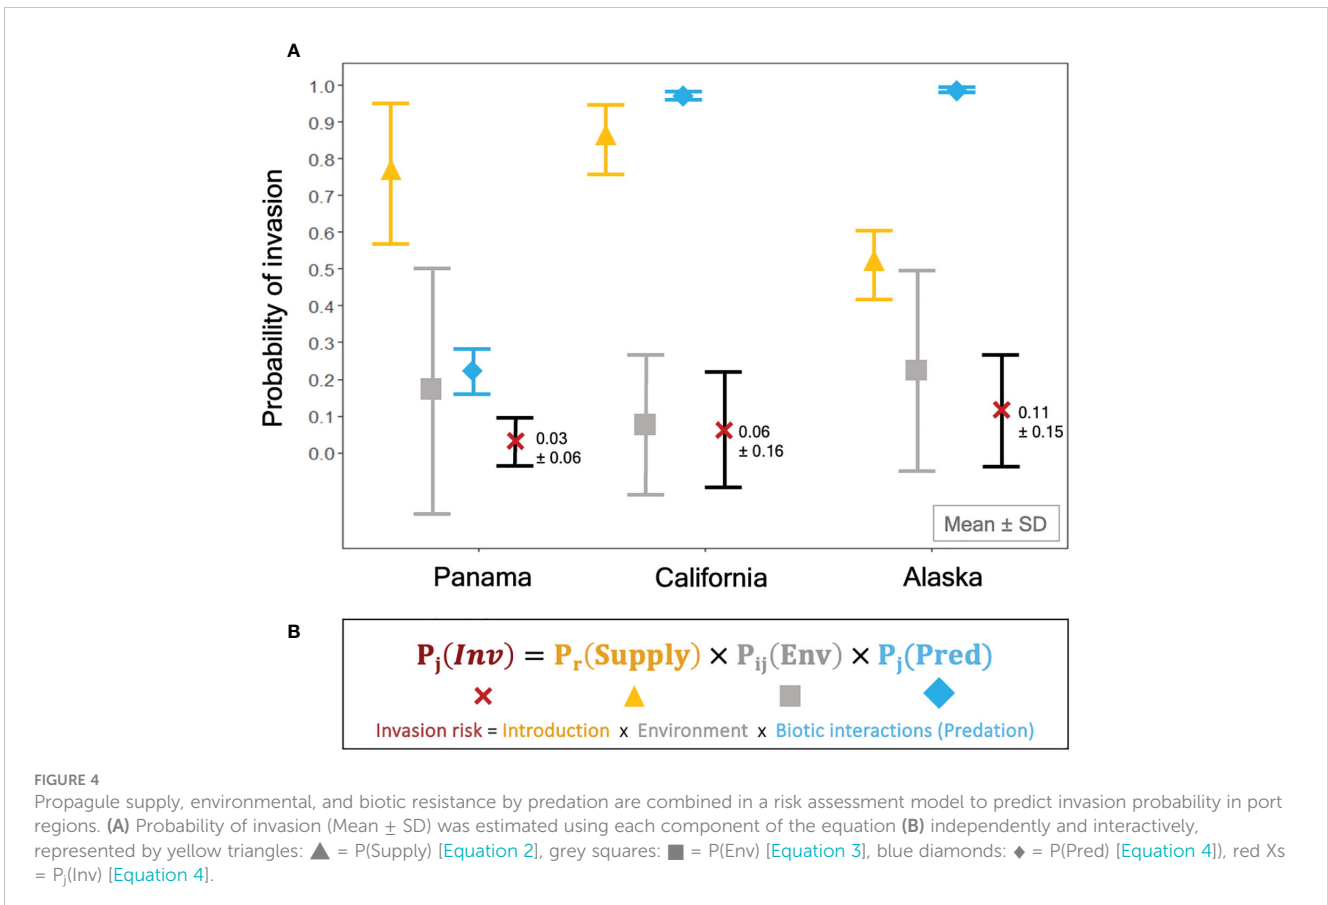 A
Probability of invasion
1.0
0.9
0.8
0.7
0.6
0.5
0.4
0.3
0.2
0.1
0.0
0.03
± 0.06
0.06
± 0.16
0.11
± 0.15
Mean ± SD
Panama California Alaska
B
Pj(Inv) = Pr(Supply) × Pij(Env) × Pj(Pred)
Invasion risk = Introduction x Environment x Biotic interactions (Predation)
FIGURE 4
Propagule supply, environmental, and biotic resistance by predation are combined in a risk assessment model to predict invasion probability in port
regions. (A) Probability of invasion (Mean ± SD) was estimated using each component of the equation (B) independently and interactively,
represented by yellow triangles: ▲ = P(Supply) [Equation 2], grey squares: ■ = P(Env) [Equation 3], blue diamonds: ♦ = P(Pred) [Equation 4]), red Xs
= Pj(Inv) [Equation 4].